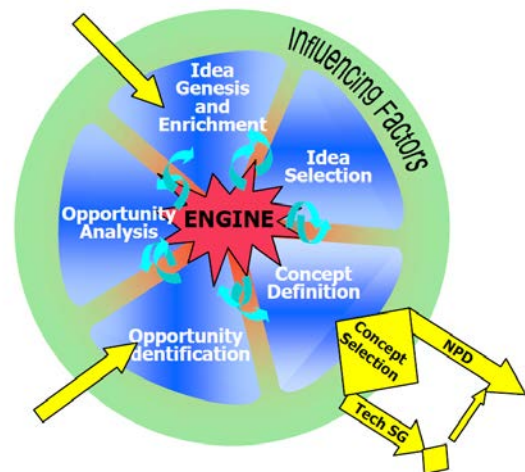 Influencing Factors
Idea
Genesis
and
Enrichment
Idea
Selection
Opportunity
Analysis
ENGINE
Concept
Definition
Opportunity
Identification
Concept
Selection
NPD
Tech SG